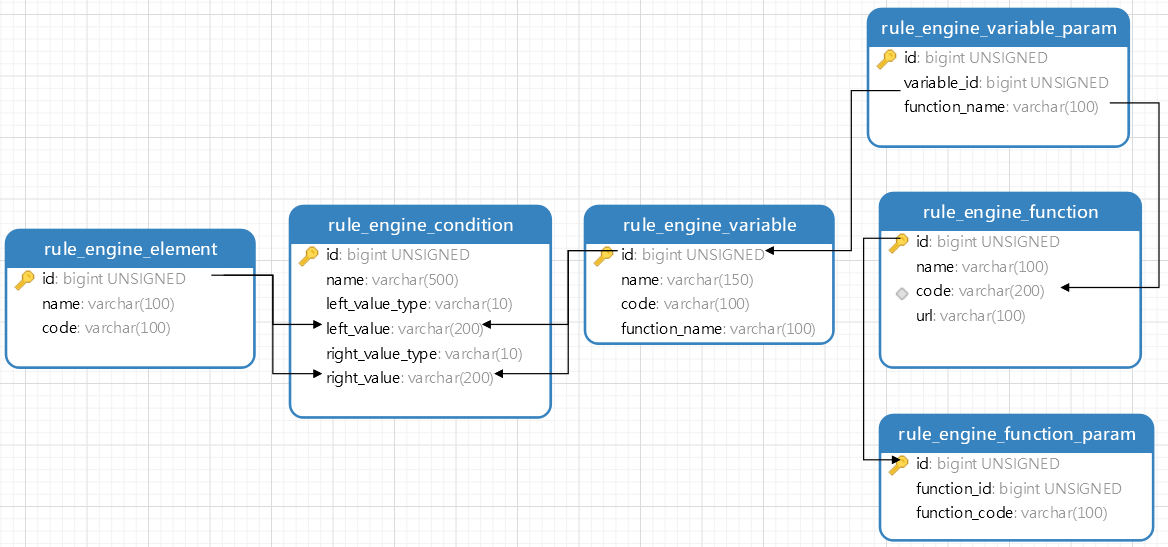 rule_engine_variable_param
id: bigint UNSIGNED
variable_id: bigint UNSIGNED
function_name: varchar(100)
rule_engine_element
id: bigint UNSIGNED
name: varchar(100)
code: varchar(100)
rule_engine_condition
id: bigint UNSIGNED
name: varchar(500)
left_value_type: varchar(10)
left_value: varchar(200)
right_value_type: varchar(10)
right_value: varchar(200)
rule_engine_variable
id: bigint UNSIGNED
name: varchar(150)
code: varchar(100)
function_name: varchar(100)
rule_engine_function
id: bigint UNSIGNED
name: varchar(100)
code: varchar(200)
url: varchar(100)
rule_engine_function_param
id: bigint UNSIGNED
function_id: bigint UNSIGNED
function_code: varchar(100)